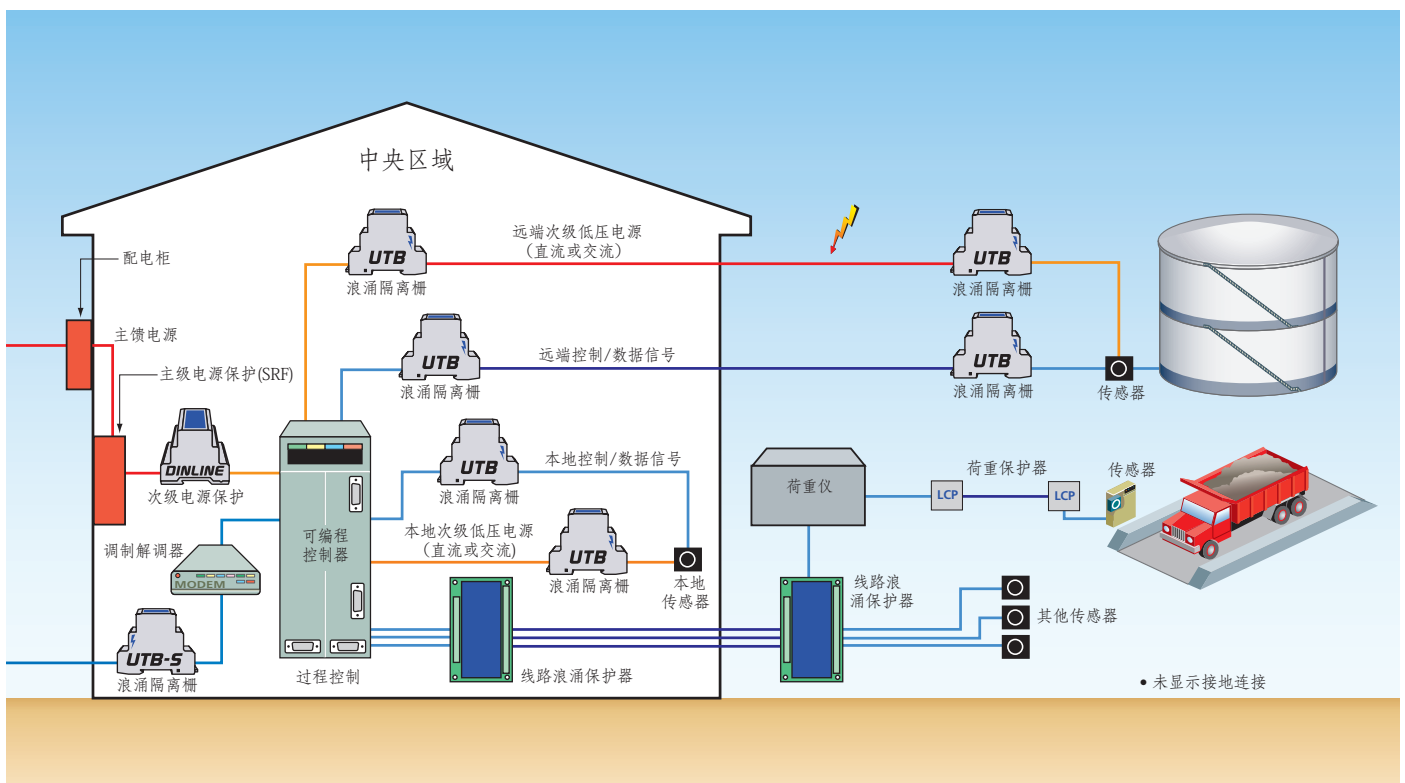 中央区域
配电柜
主馈电源
主级电源保护(SRF)
DINLINE
次级电源保护
调制解调器
MODEM
UTB-S
浪涌隔离栅
可编程
控制器
过程控制
UTB
浪涌隔离栅
远端次级低压电源
(直流或交流)
UTB
浪涌隔离栅
UTB
浪涌隔离栅
远端控制/数据信号
UTB
浪涌隔离栅
传感器
UTB
浪涌隔离栅
本地控制/数据信号
本地次级低压电源
(直流或交流)
UTB
浪涌隔离栅
本地
传感器
线路浪涌保护器
荷重仪
荷重保护器
LCP
LCP
传感器
线路浪
涌保护器
其他传感器
• 未显示接地连接